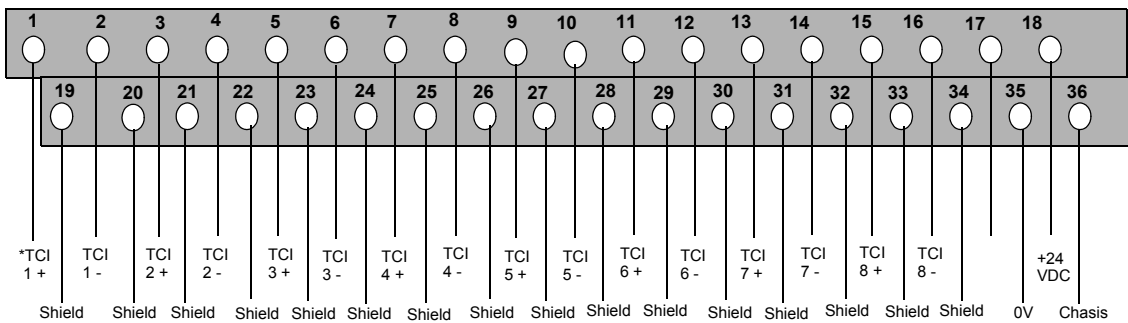 1 2 3 4 5 6 7 8 9 10 11 12 13 14 15 16 17 18
19 20 21 22 23 24 25 26 27 28 29 30 31 32 33 34 35 36
*TCI TCI TCI TCI TCI TCI TCI TCI TCI TCI TCI TCI TCI TCI TCI TCI +24
1 + 1 - 2 + 2 - 3 + 3 - 4 + 4 - 5 + 5 - 6 + 6 - 7 + 7 - 8 + 8 - VDC
Shield Shield Shield Shield Shield Shield Shield Shield Shield Shield Shield Shield Shield Shield Shield Shield 0V Chasis